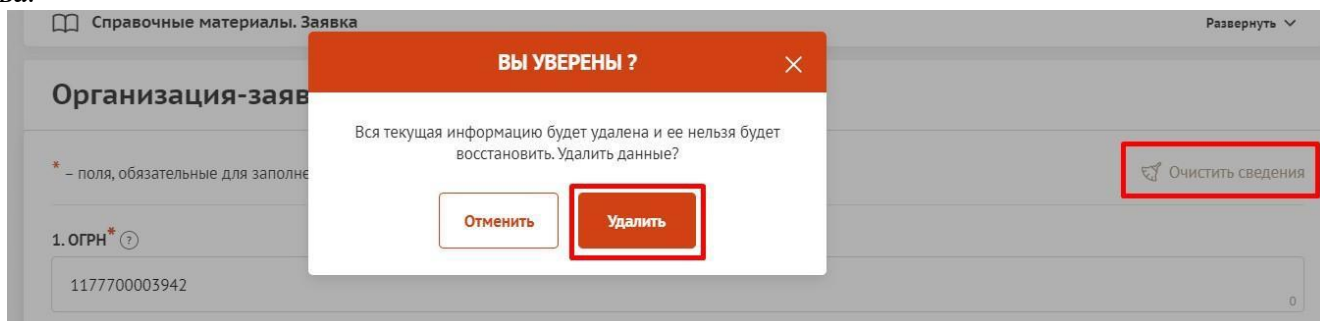 ва.
Справочные материалы. Заявка
Развернуть
ВЫ УВЕРЕНЫ ?
Организация-заяв
Вся текущая информацию будет удалена и ее нельзя будет
восстановить. Удалить данные?
* – поля, обязательные для заполне
Очистить сведения
Отменить
Удалить
1. ОГРН* ?
1177700003942
0